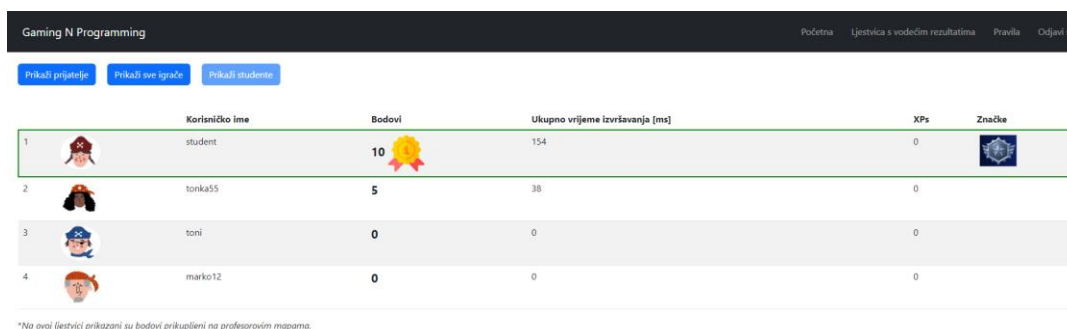 Gaming N Programming Početna Ljestvica s vodećim rezultatima Pravila Odjavi
Prikaži prijatelje Prikaži sve igrače Prikaži studente
Korisničko ime Bodovi Ukupno vrijeme izvršavanja [ms] XPs Značke
1 student 10 1 154 0
2 tonka55 5 38 0
3 toni 0 0 0
4 marko12 0 0 0
*Na ovoj ljestvici prikazani su bodovi prikupljeni na profesorovim mapama.